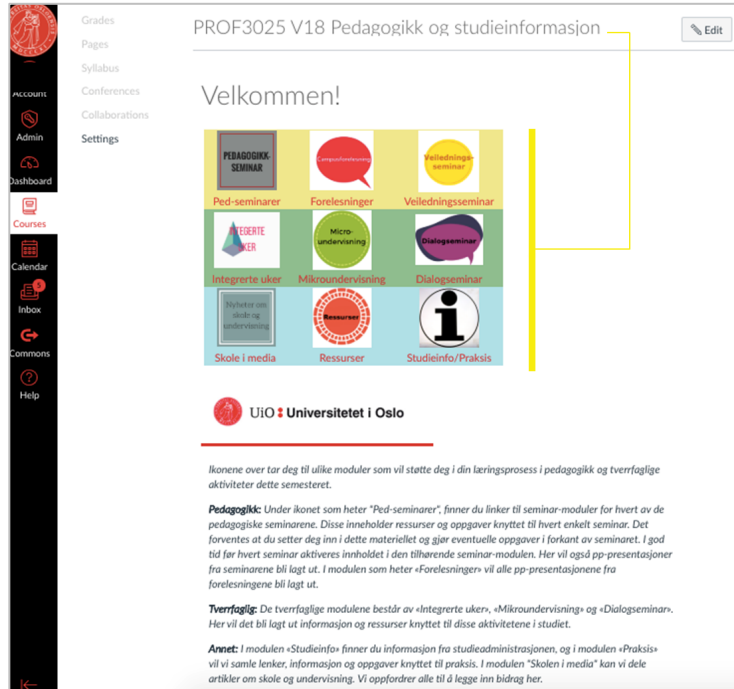 Grades
Pages
Syllabus
Conferences
Collaborations
Settings
Account
Admin
Dashboard
Courses
Calendar
5
Inbox
Commons
Help
PROF3025 V18 Pedagogikk og studieinformasjon
Edit
Velkommen!
PEDAGOGIKK-
SEMINAR
Campusforelesning
Veilednings-
seminar
Ped-seminarer Forelesninger Veiledningsseminar
INTEGERTE
UKER
Micro-
undervisning
Dialogseminar
Integrerte uker Mikroundervisning Dialogseminar
Nyheter om
skole og
undervisning
Ressurser
i
Skole i media Ressurser Studieinfo/Praksis
UiO Universitetet i Oslo
Ikonene over tar deg til ulike moduler som vil støtte deg i din læringsprosess i pedagogikk og tverrfaglige
aktiviteter dette semesteret.
Pedagogikk: Under ikonet som heter "Ped-seminarer", finner du linker til seminar-moduler for hvert av de
pedagogiske seminarene. Disse inneholder ressurser og oppgaver knyttet til hvert enkelt seminar. Det
forventes at du setter deg inn i dette materiellet og gjør eventuelle oppgaver i forkant av seminaret. I god
tid før hvert seminar aktiveres innholdet i den tilhørende seminar-modulen. Her vil også pp-presentasjoner
fra seminarene bli lagt ut. I modulen som heter «Forelesninger» vil alle pp-presentasjonene fra
forelesningene bli lagt ut.
Tverrfaglig: De tverrfaglige modulene består av «Integrerte uker», «Mikroundervisning» og «Dialogseminar».
Her vil det bli lagt ut informasjon og ressurser knyttet til disse aktivitetene i studiet.
Annet: I modulen «Studieinfo» finner du informasjon fra studieadministrasjonen, og i modulen «Praksis»
vil vi samle lenker, informasjon og oppgaver knyttet til praksis. I modulen "Skolen i media" kan vi dele
artikler om skole og undervisning. Vi oppfordrer alle til å legge inn bidrag her.